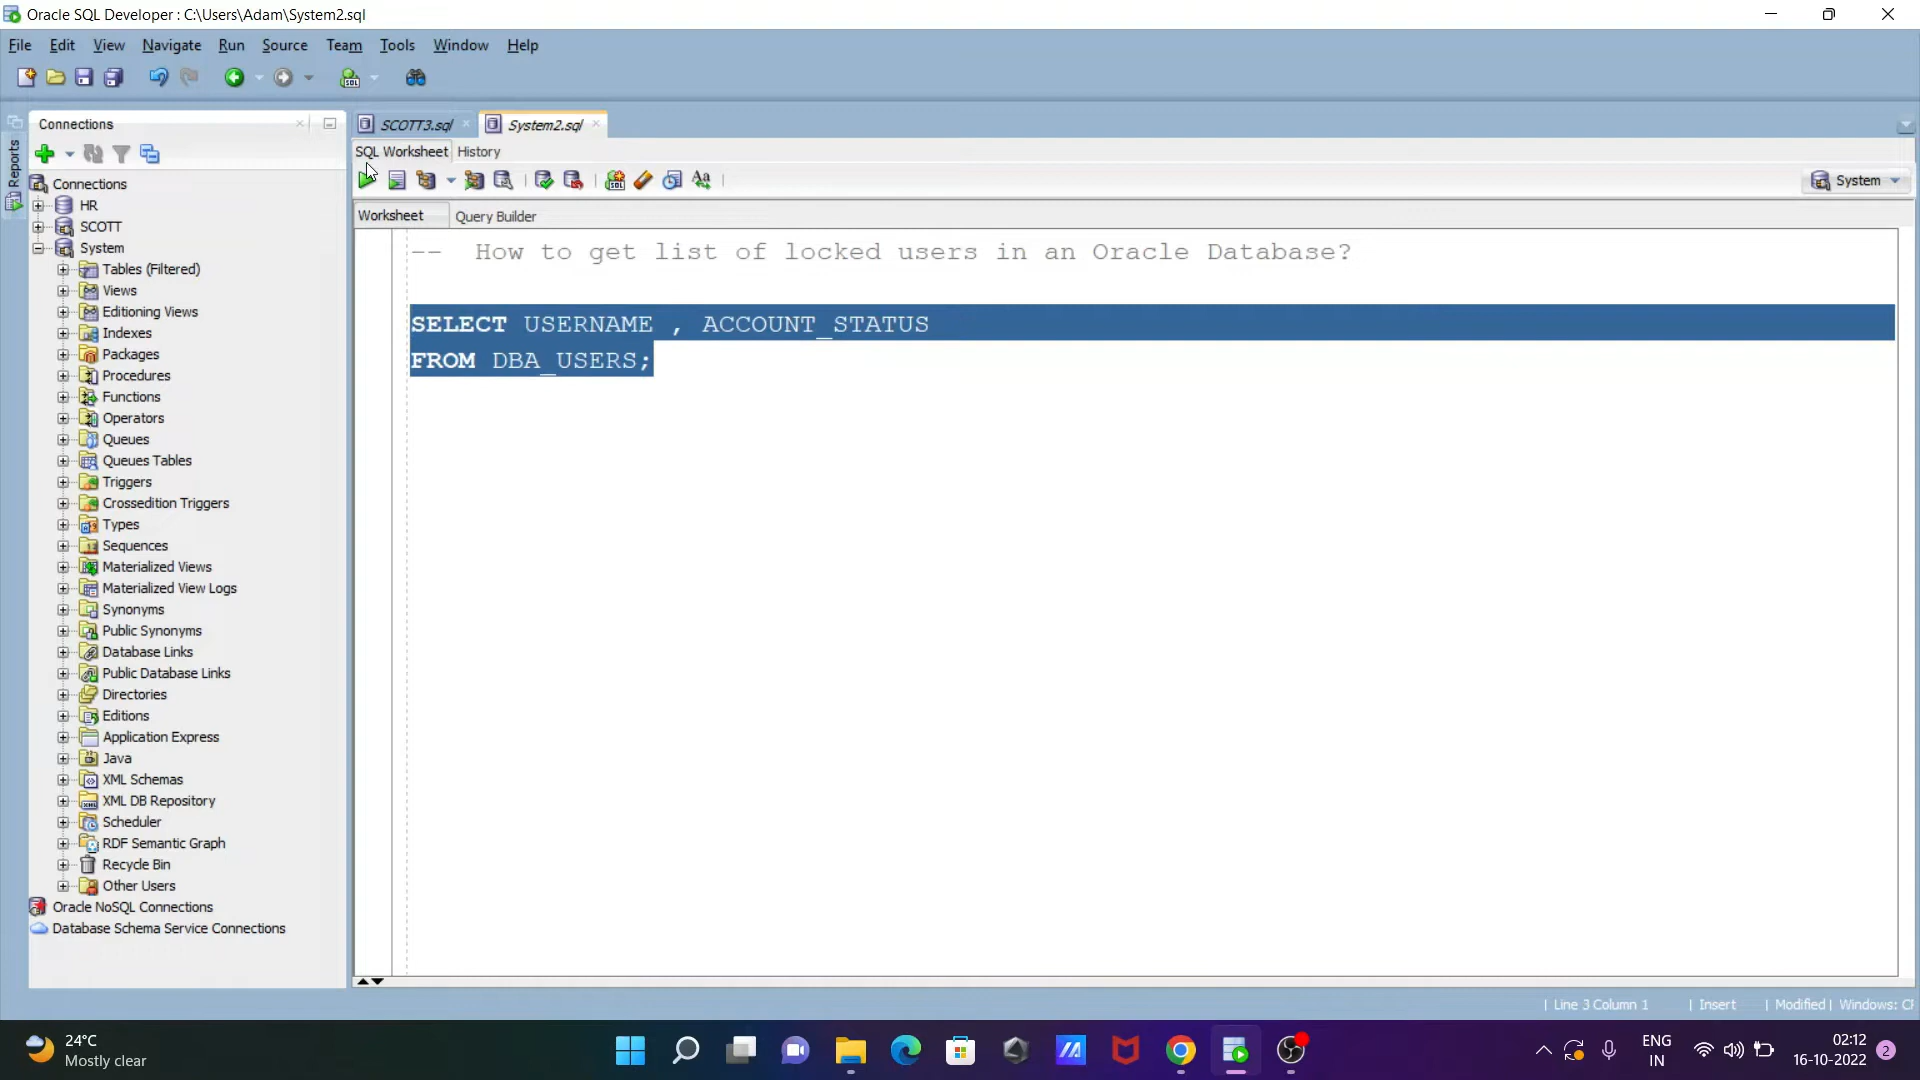 Oracle SQL Developer : C:\Users\Adam\System2.sql
File Edit View Navigate Run Source Team Tools Window Help
Connections
SCOTT3.sql
System2.sql
SQL Worksheet History
System
Worksheet Query Builder
Reports
Connections
HR
SCOTT
System
Tables (Filtered)
Views
Editioning Views
Indexes
Packages
Procedures
Functions
Operators
Queues
Queues Tables
Triggers
Crossedition Triggers
Types
Sequences
Materialized Views
Materialized View Logs
Synonyms
Public Synonyms
Database Links
Public Database Links
Directories
Editions
Application Express
Java
XML Schemas
XML DB Repository
Scheduler
RDF Semantic Graph
Recycle Bin
Other Users
Oracle NoSQL Connections
Database Schema Service Connections
-- How to get list of locked users in an Oracle Database?
SELECT USERNAME , ACCOUNT_STATUS
FROM DBA_USERS;
| Line 3 Column 1 | Insert | Modified | Windows: C
24°C
Mostly clear
ENG
IN
02:12
16-10-2022
2